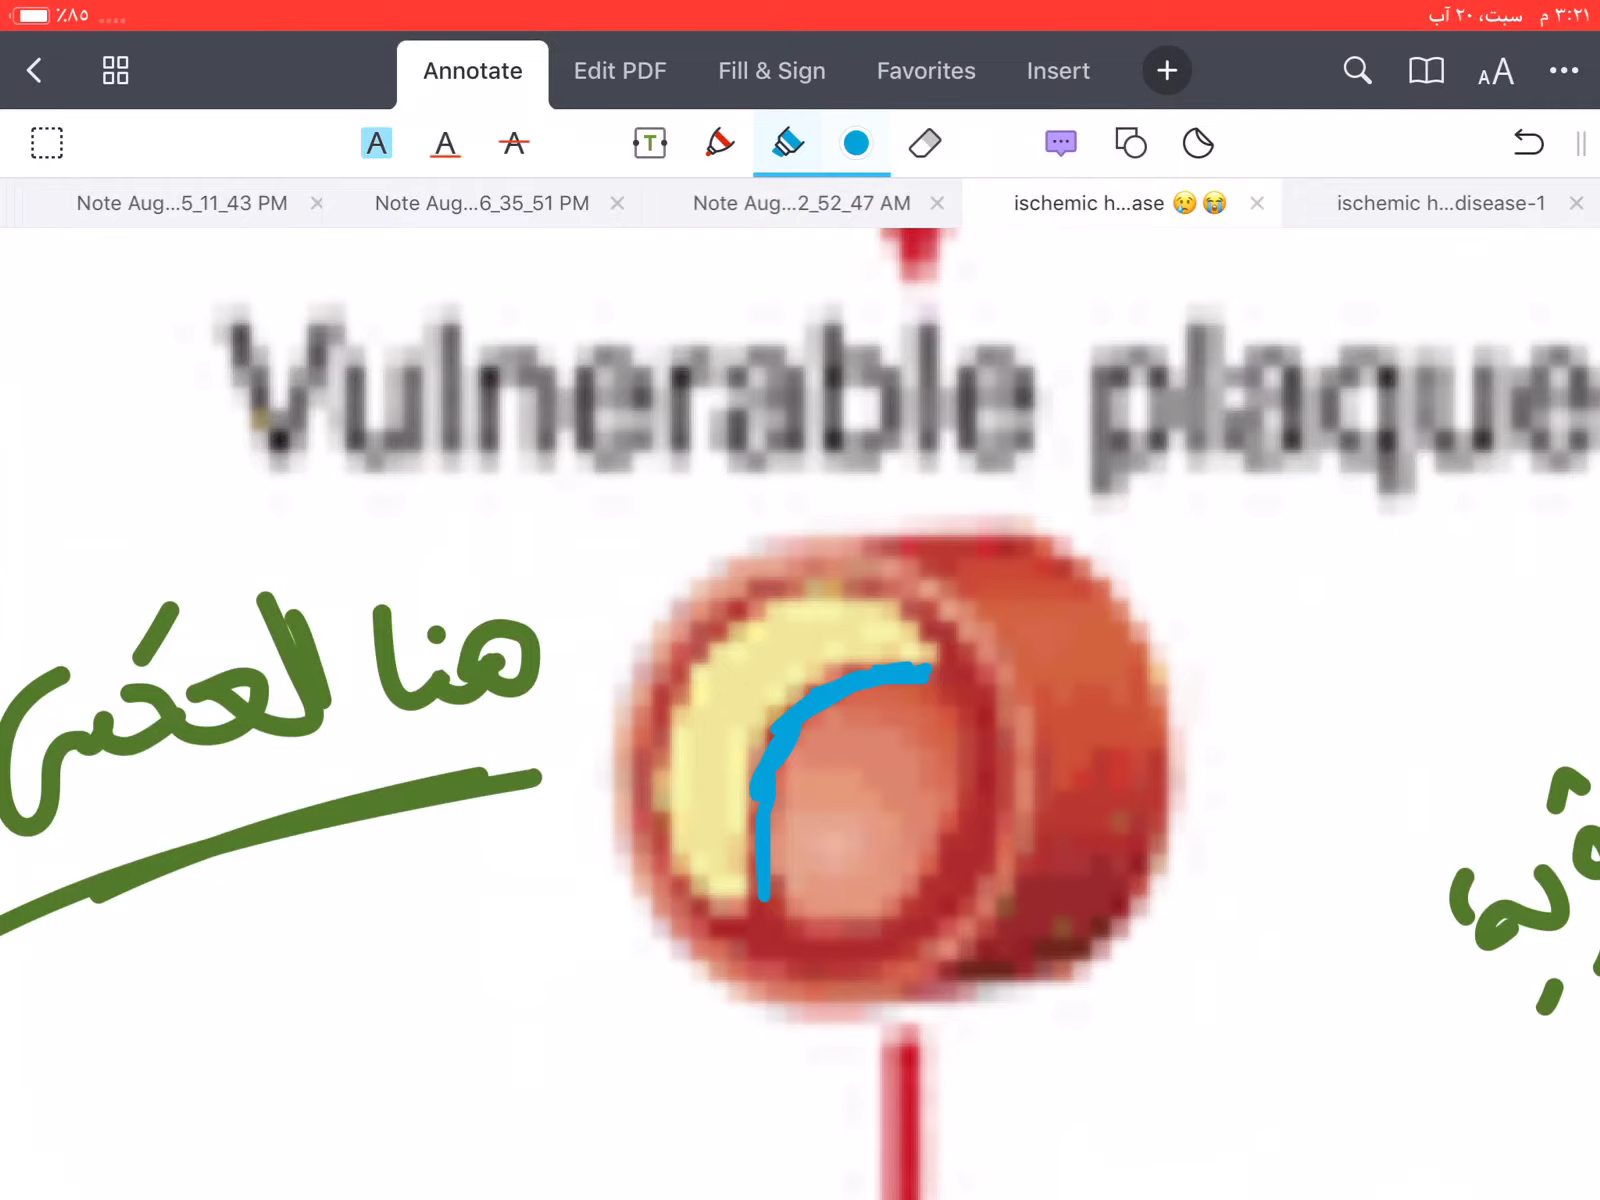 ٪٨٥
سبت، ٢٠ آب ٣:٢١ م
Annotate Edit PDF Fill & Sign Favorites Insert
AA
A A A T
Note Aug...5_11_43 PM Note Aug...6_35_51 PM Note Aug...2_52_47 AM ischemic h...ase 😢😭 ischemic h...disease-1
Vulnerable plaque
هنا